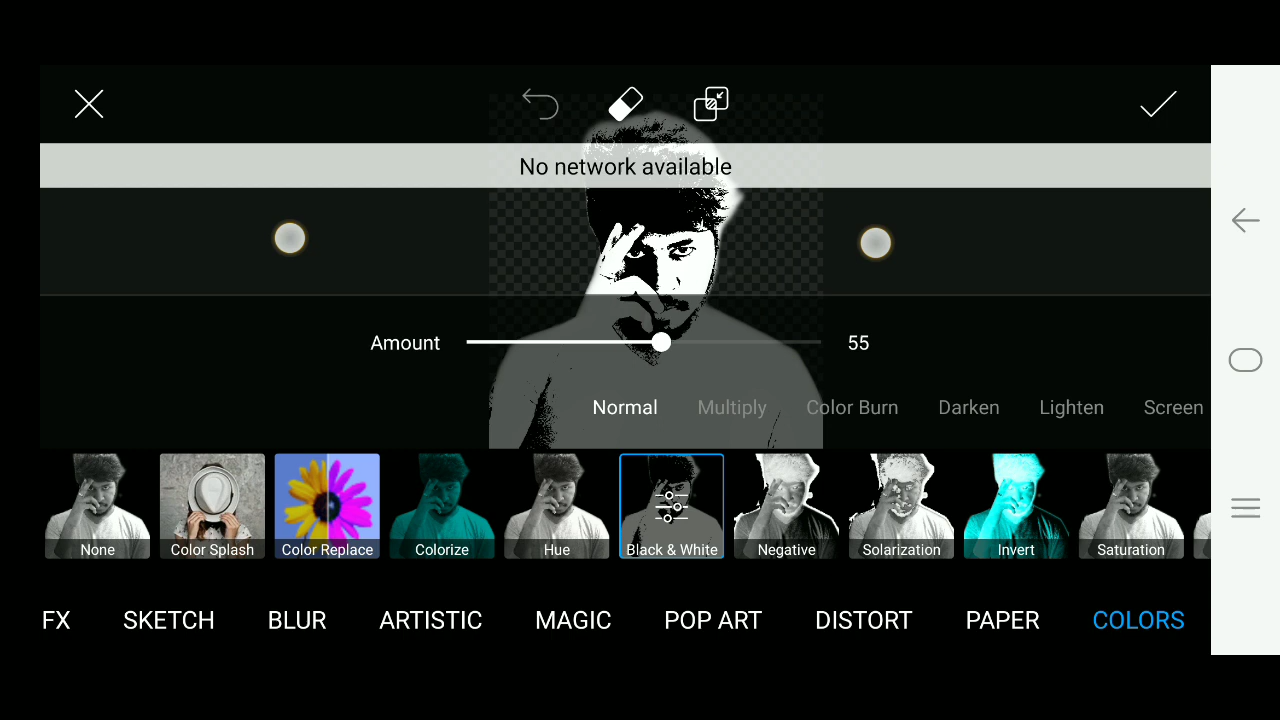 No network available
Amount 55
Normal Multiply Color Burn Darken Lighten Screen
None Color Splash Color Replace Colorize Hue Black & White Negative Solarization Invert Saturation
FX SKETCH BLUR ARTISTIC MAGIC POP ART DISTORT PAPER COLORS